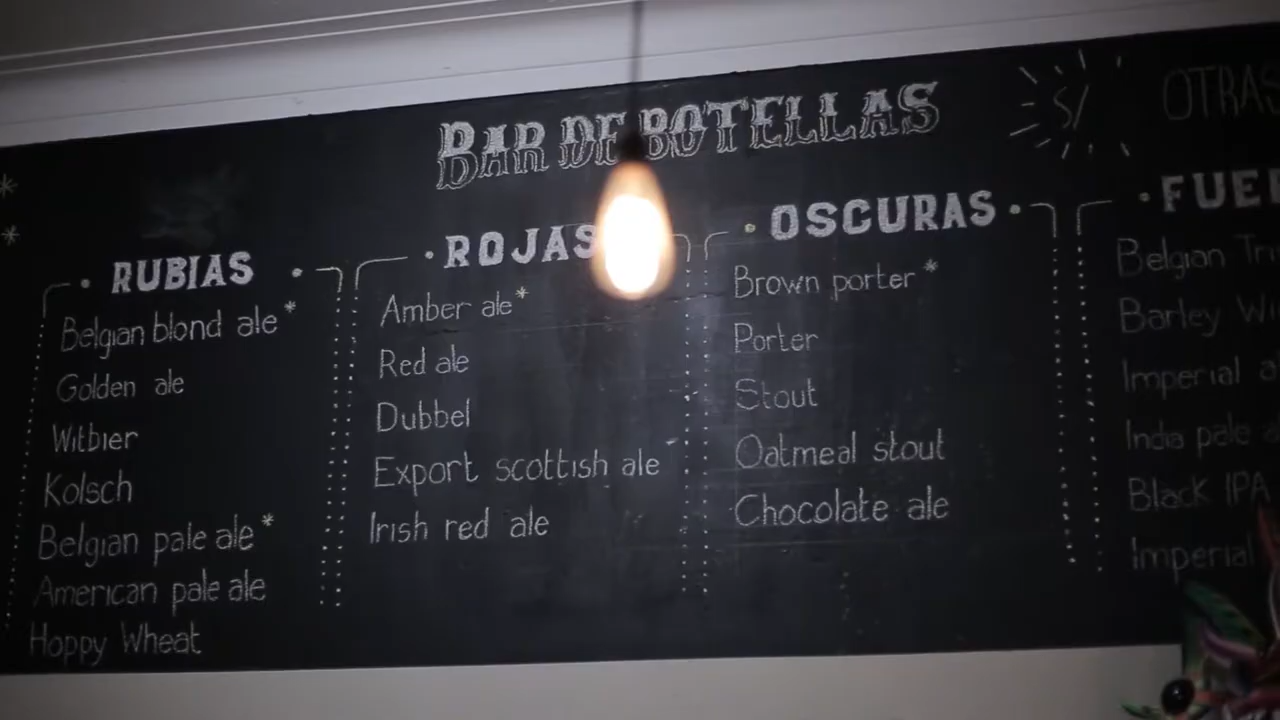 BAR DE BOTELLAS
S/
OTRAS
RUBIAS
Belgian blond ale*
Golden ale
Witbier
Kolsch
Belgian pale ale*
American pale ale
Hoppy Wheat
ROJAS
Amber ale*
Red ale
Dubbel
Export scottish ale
Irish red ale
OSCURAS
Brown porter*
Porter
Stout
Oatmeal stout
Chocolate ale
Belgian
Barley
Imperial
India pale
Black IPA
Imperial